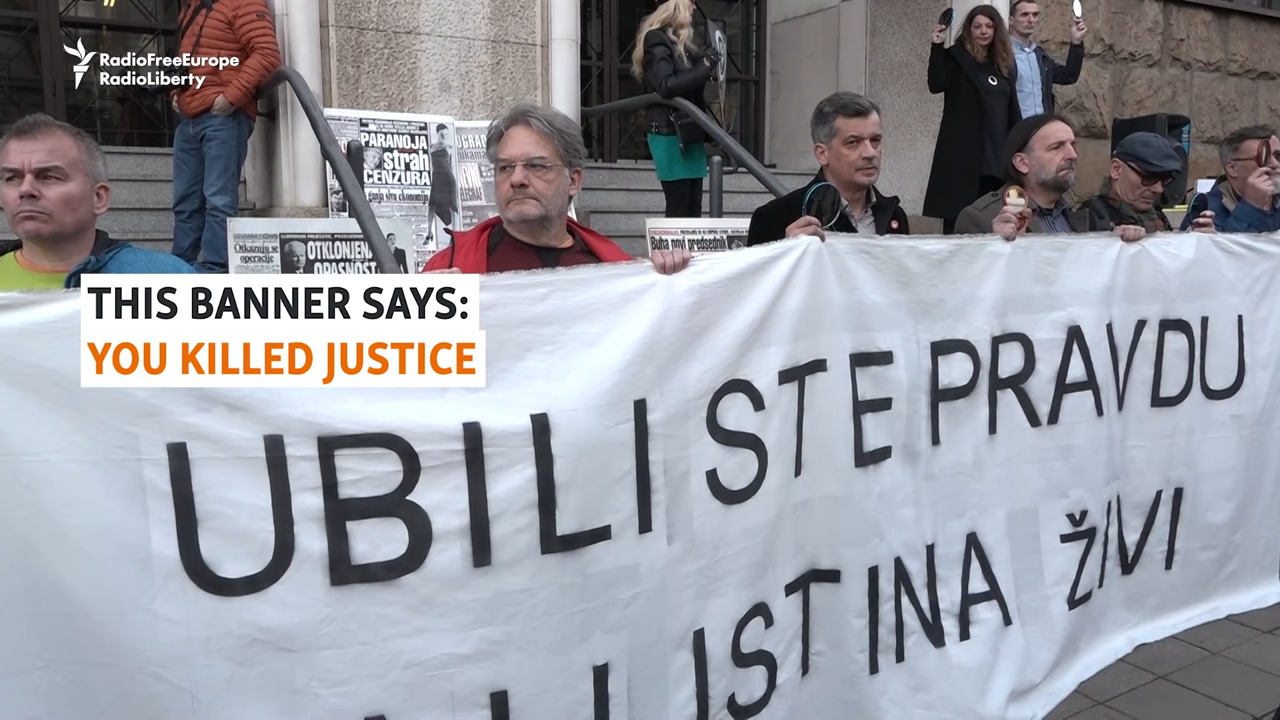 RadioFreeEurope
RadioLiberty
PARANOJA
strah
CENZURA
Otkazuju se
operacije
OTKLONJEN
OPASNOST
Buha novi predsednik
THIS BANNER SAYS:
YOU KILLED JUSTICE
UBILI STE PRAVDU
ISTINA ŽIVI